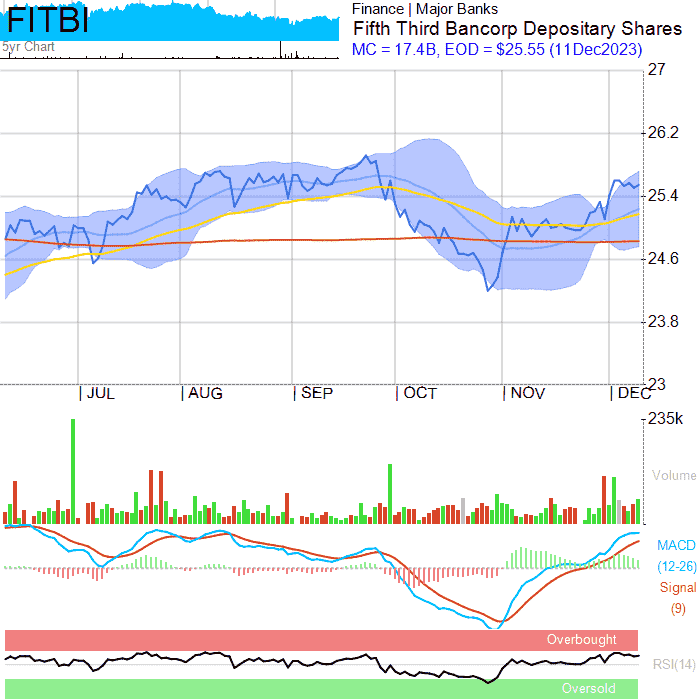 FITBI
5yr Chart
Finance | Major Banks
Fifth Third Bancorp Depositary Shares
MC = 17.4B, EOD = $25.55 (11Dec2023)
27
26.2
25.4
24.6
23.8
23
JUL AUG SEP OCT NOV DEC
235k
Volume
MACD
(12-26)
Signal
(9)
Overbought
RSI(14)
Oversold